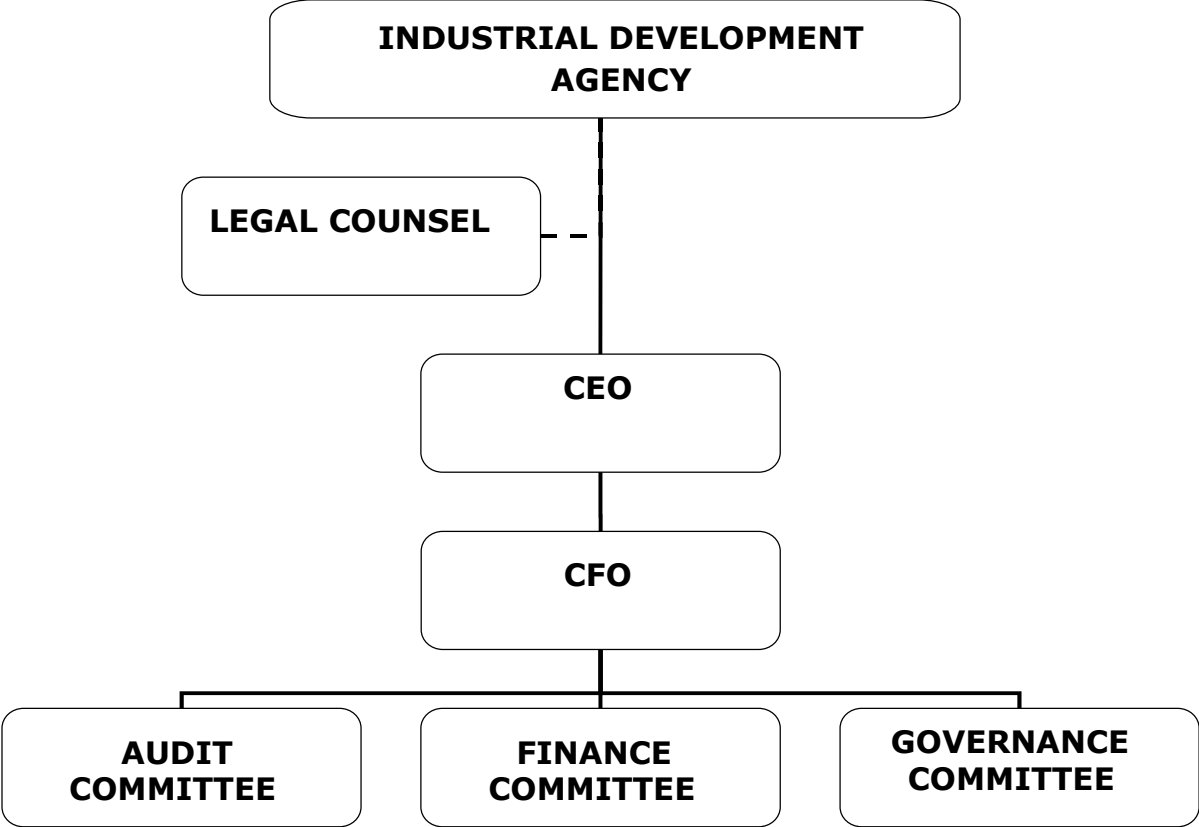 INDUSTRIAL DEVELOPMENT
AGENCY
LEGAL COUNSEL
CEO
CFO
AUDIT
COMMITTEE
FINANCE
COMMITTEE
GOVERNANCE
COMMITTEE